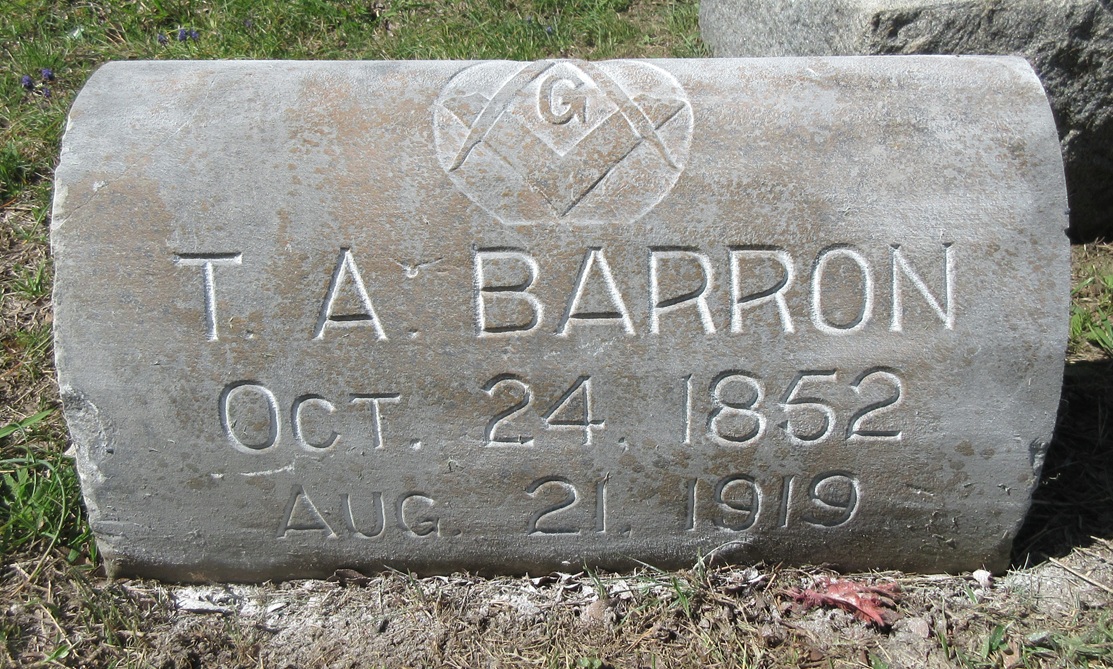 G
T. A. BARRON
OCT. 24, 1852
AUG. 21, 1919